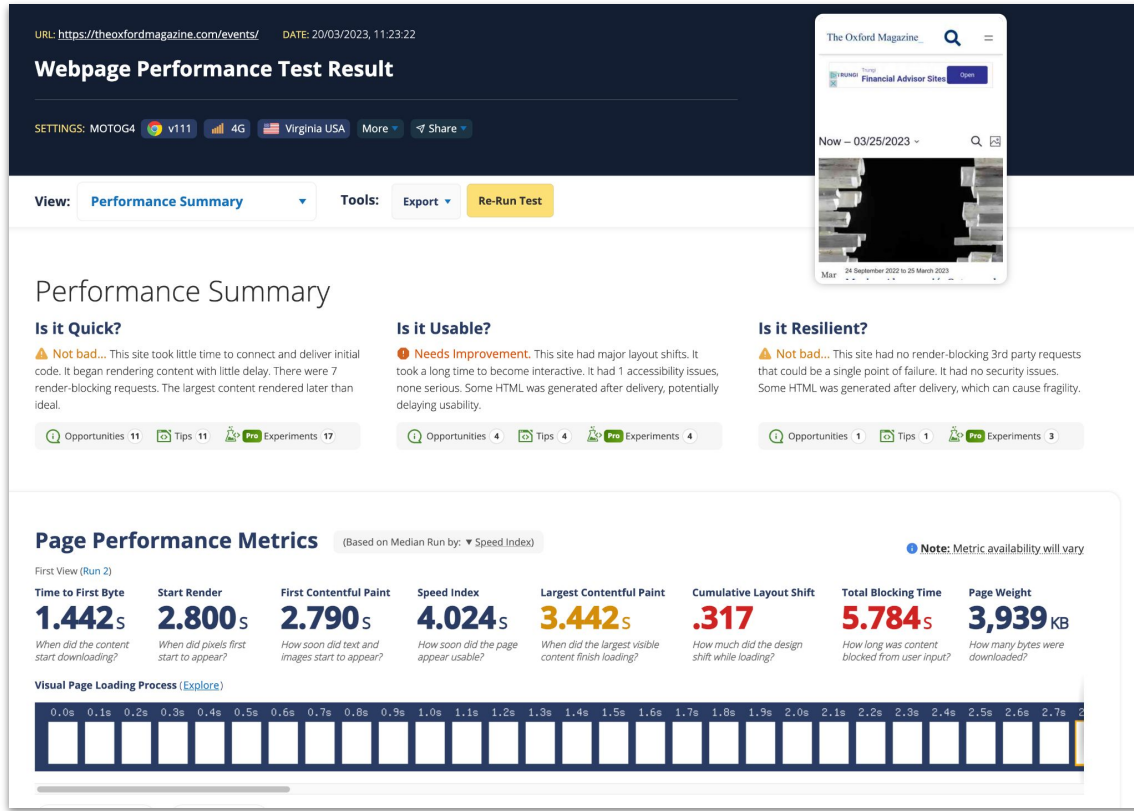 URL: https://theoxfordmagazine.com/events/ DATE: 20/03/2023, 11:23:22
Webpage Performance Test Result
SETTINGS: MOTOG4 v111 4G Virginia USA More Share
The Oxford Magazine_
Trungi
RUNGI Financial Advisor Sites Open
Now – 03/25/2023
24 September 2022 to 25 March 2023
Mar
View: Performance Summary Tools: Export Re-Run Test
Performance Summary
Is it Quick?
Not bad... This site took little time to connect and deliver initial
code. It began rendering content with little delay. There were 7
render-blocking requests. The largest content rendered later than
ideal.
Opportunities 11 Tips 11 Pro Experiments 17
Is it Usable?
Needs Improvement. This site had major layout shifts. It
took a long time to become interactive. It had 1 accessibility issues,
none serious. Some HTML was generated after delivery, potentially
delaying usability.
Opportunities 4 Tips 4 Pro Experiments 4
Is it Resilient?
Not bad... This site had no render-blocking 3rd party requests
that could be a single point of failure. It had no security issues.
Some HTML was generated after delivery, which can cause fragility.
Opportunities 1 Tips 1 Pro Experiments 3
Page Performance Metrics (Based on Median Run by: ▼ Speed Index)
Note: Metric availability will vary
First View (Run 2)
Time to First Byte
1.442 s
When did the content
start downloading?
Start Render
2.800 s
When did pixels first
start to appear?
First Contentful Paint
2.790 s
How soon did text and
images start to appear?
Speed Index
4.024 s
How soon did the page
appear usable?
Largest Contentful Paint
3.442 s
When did the largest visible
content finish loading?
Cumulative Layout Shift
.317
How much did the design
shift while loading?
Total Blocking Time
5.784 s
How long was content
blocked from user input?
Page Weight
3,939 KB
How many bytes were
downloaded?
Visual Page Loading Process (Explore)
0.0s 0.1s 0.2s 0.3s 0.4s 0.5s 0.6s 0.7s 0.8s 0.9s 1.0s 1.1s 1.2s 1.3s 1.4s 1.5s 1.6s 1.7s 1.8s 1.9s 2.0s 2.1s 2.2s 2.3s 2.4s 2.5s 2.6s 2.7s 2